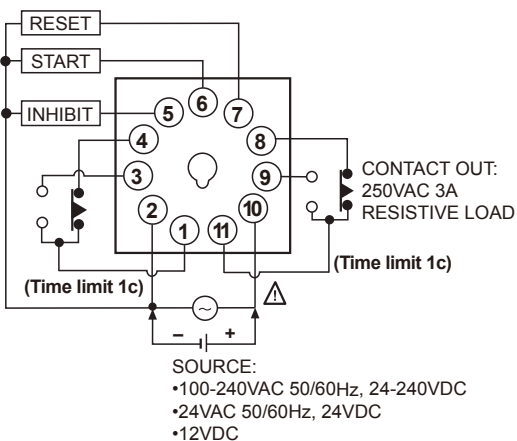 RESET
START
INHIBIT
5
6
7
4
8
3
9
2
10
1
11
CONTACT OUT:
250VAC 3A
RESISTIVE LOAD
(Time limit 1c)
(Time limit 1c)
~
!
− +
SOURCE:
•100-240VAC 50/60Hz, 24-240VDC
•24VAC 50/60Hz, 24VDC
•12VDC